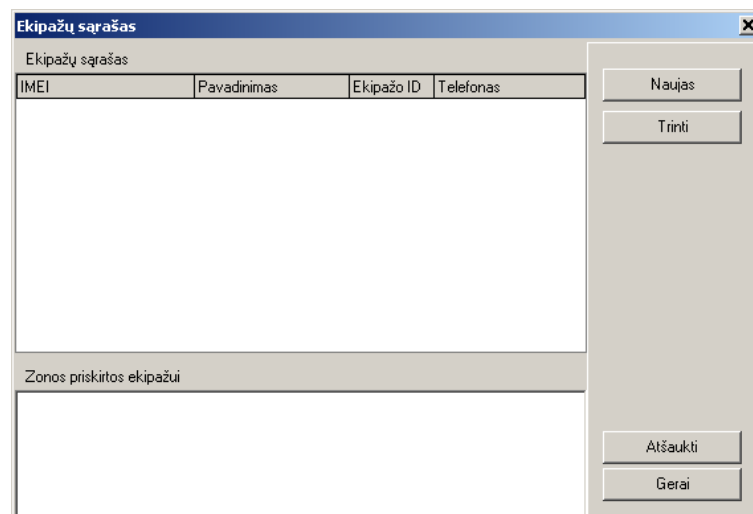 Ekipažų sąrašas
Ekipažų sąrašas
IMEI Pavadinimas Ekipažo ID Telefonas
Naujas
Trinti
Zonos priskirtos ekipažui
Atšaukti
Gerai